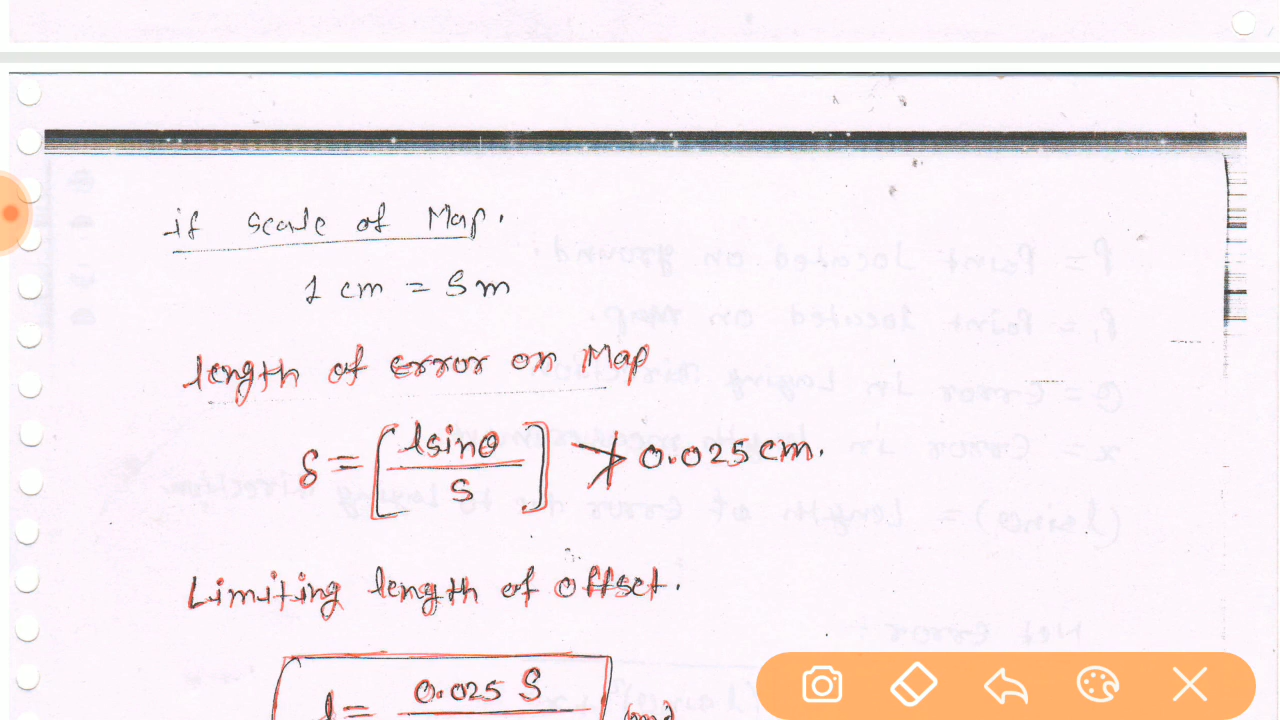 if scale of Map.
1 cm = S m
length of error on Map
δ = [lsinθ / S] ≯ 0.025 cm.
Limiting length of offset.
l = 0.025 S
(m)